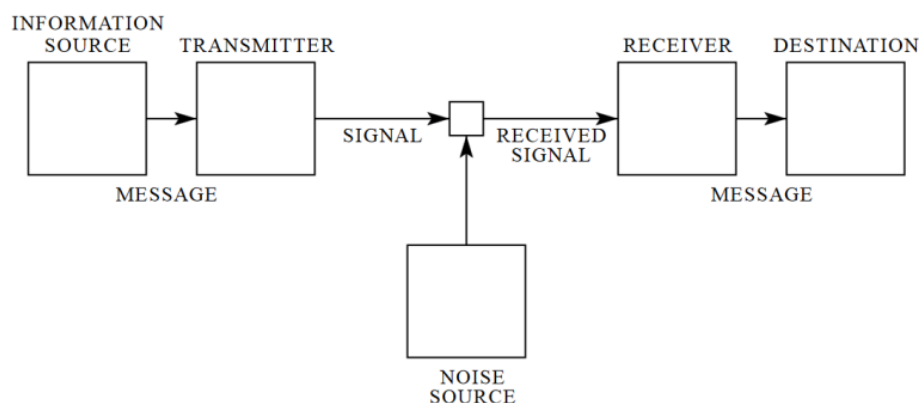 INFORMATION
SOURCE
TRANSMITTER
RECEIVER
DESTINATION
SIGNAL
RECEIVED
SIGNAL
MESSAGE
MESSAGE
NOISE
SOURCE